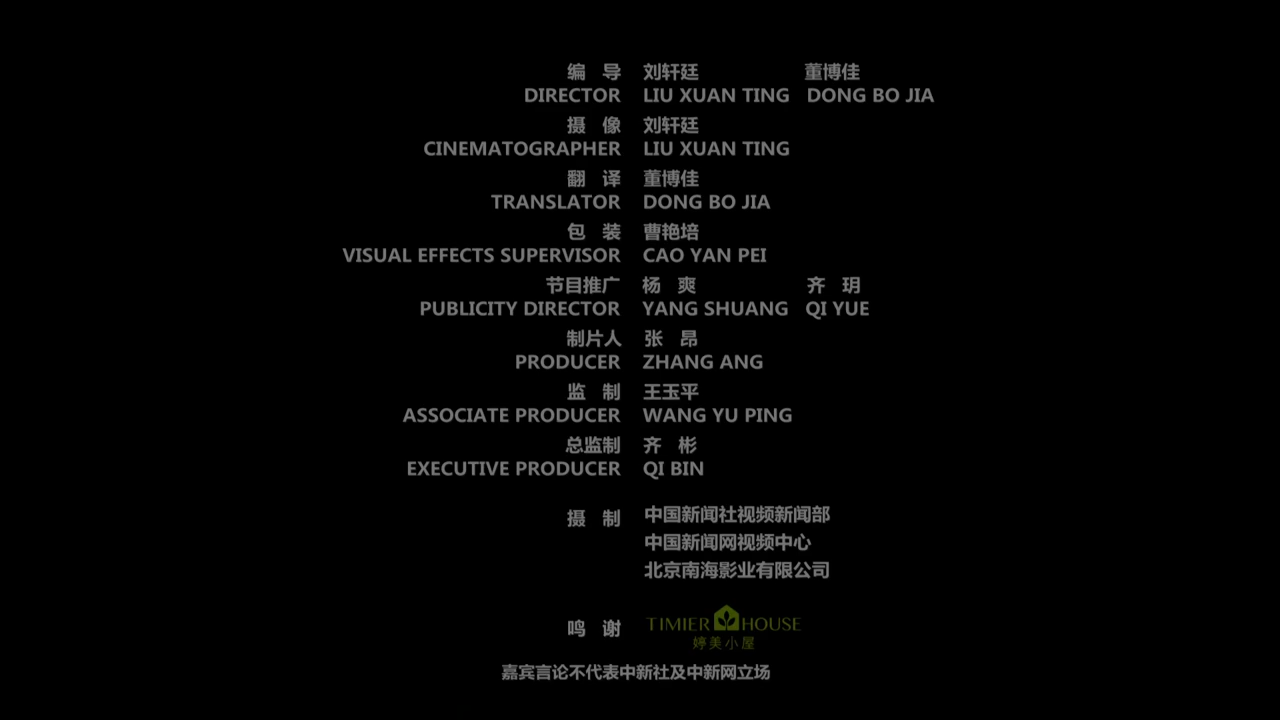 编 导 刘轩廷 董博佳
DIRECTOR LIU XUAN TING DONG BO JIA
摄 像 刘轩廷
CINEMATOGRAPHER LIU XUAN TING
翻 译 董博佳
TRANSLATOR DONG BO JIA
包 装 曹艳培
VISUAL EFFECTS SUPERVISOR CAO YAN PEI
节目推广 杨 爽 齐 玥
PUBLICITY DIRECTOR YANG SHUANG QI YUE
制片人 张 昂
PRODUCER ZHANG ANG
监 制 王玉平
ASSOCIATE PRODUCER WANG YU PING
总监制 齐 彬
EXECUTIVE PRODUCER QI BIN
摄 制 中国新闻社视频新闻部
中国新闻网视频中心
北京南海影业有限公司
鸣 谢 TIMIER HOUSE
婷美小屋
嘉宾言论不代表中新社及中新网立场